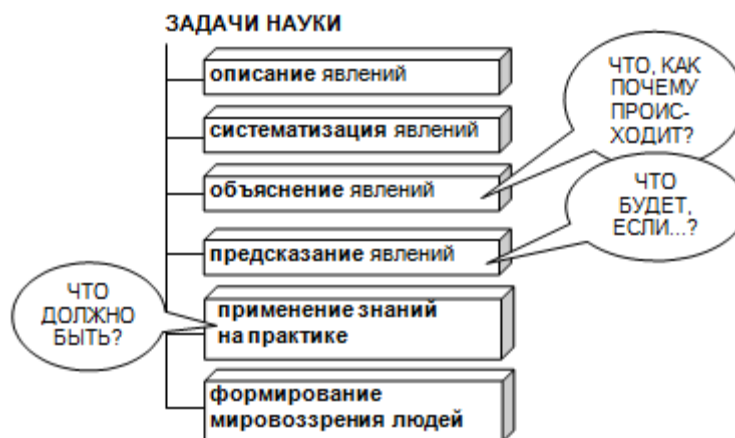 ЗАДАЧИ НАУКИ
описание явлений
систематизация явлений
объяснение явлений
ЧТО, КАК
ПОЧЕМУ
ПРОИС-
ХОДИТ?
предсказание явлений
ЧТО
БУДЕТ,
ЕСЛИ...?
применение знаний
на практике
ЧТО
ДОЛЖНО
БЫТЬ?
формирование
мировоззрения людей